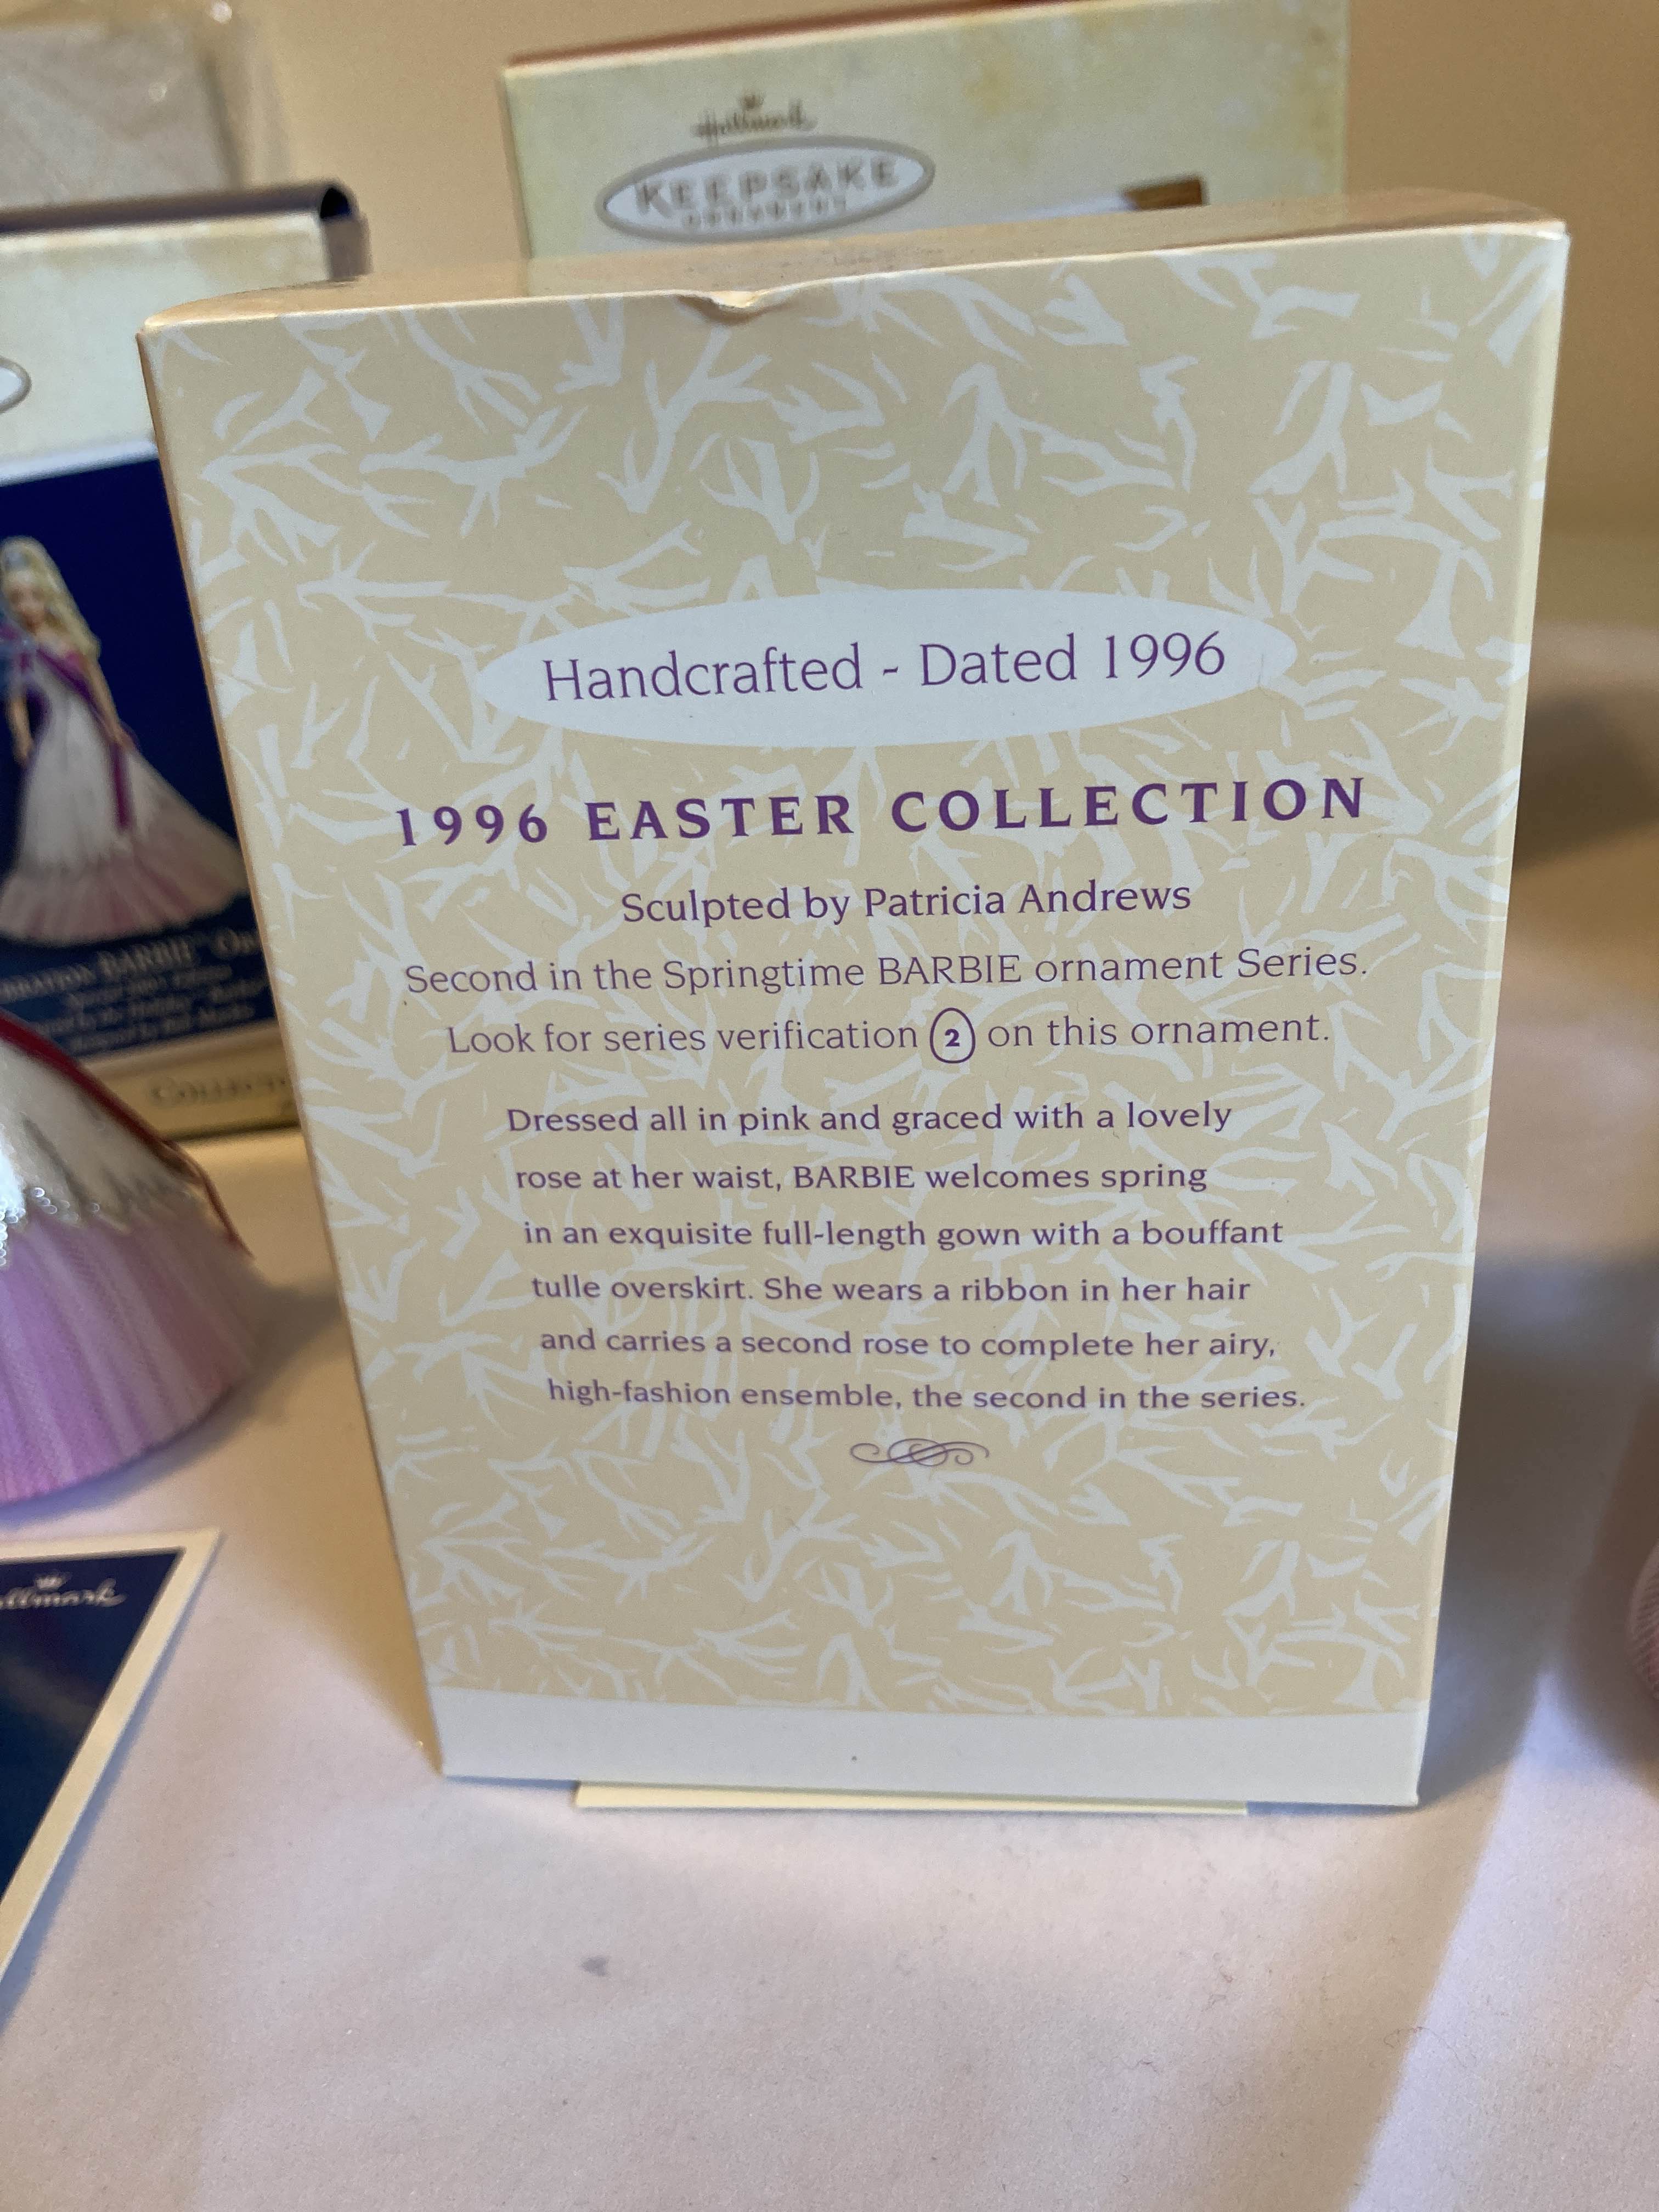 Hallmark
KEEPSAKE
ORNAMENT
Handcrafted - Dated 1996
1996 EASTER COLLECTION
Sculpted by Patricia Andrews
Second in the Springtime BARBIE ornament Series.
Look for series verification 2 on this ornament.
Dressed all in pink and graced with a lovely
rose at her waist, BARBIE welcomes spring
in an exquisite full-length gown with a bouffant
tulle overskirt. She wears a ribbon in her hair
and carries a second rose to complete her airy,
high-fashion ensemble, the second in the series.
BARBIE™